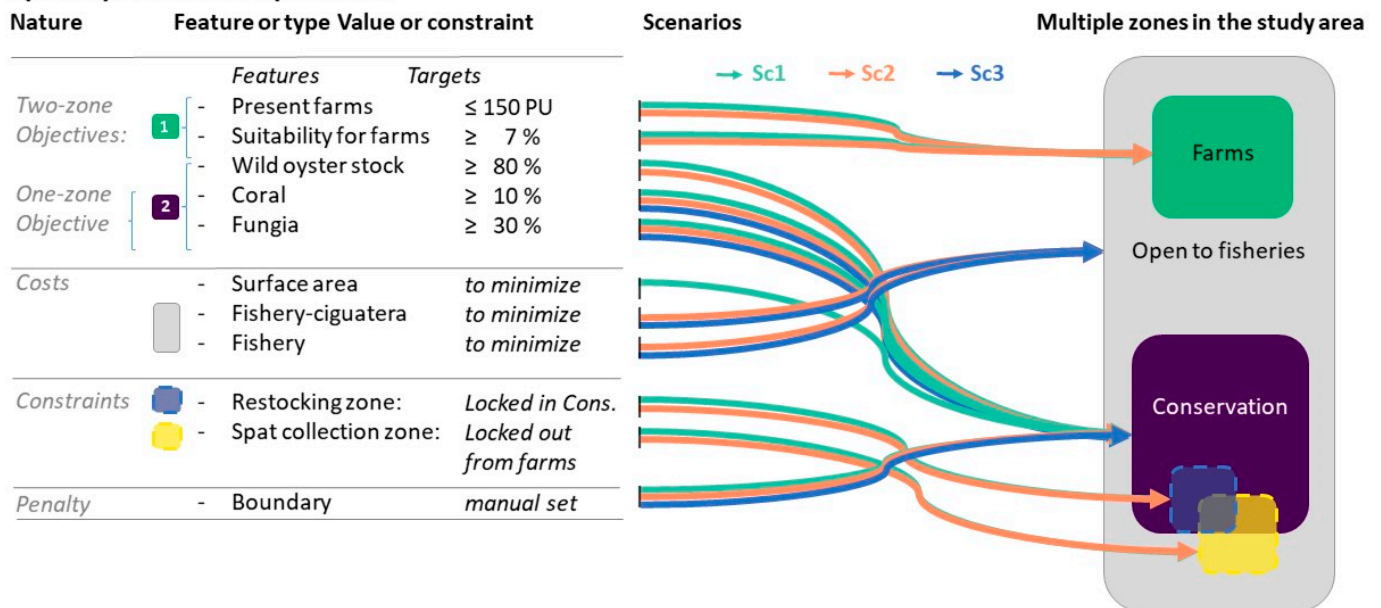 Nature Feature or type Value or constraint Scenarios Multiple zones in the study area
Features Targets → Sc1 → Sc2 → Sc3
Two-zone - Present farms ≤ 150 PU
Objectives: 1 - Suitability for farms ≥ 7 %
- Wild oyster stock ≥ 80 %
One-zone 2 - Coral ≥ 10 %
Objective - Fungia ≥ 30 %
Costs - Surface area to minimize
- Fishery-ciguatera to minimize
- Fishery to minimize
Constraints - Restocking zone: Locked in Cons.
- Spat collection zone: Locked out
from farms
Penalty - Boundary manual set
Farms
Open to fisheries
Conservation